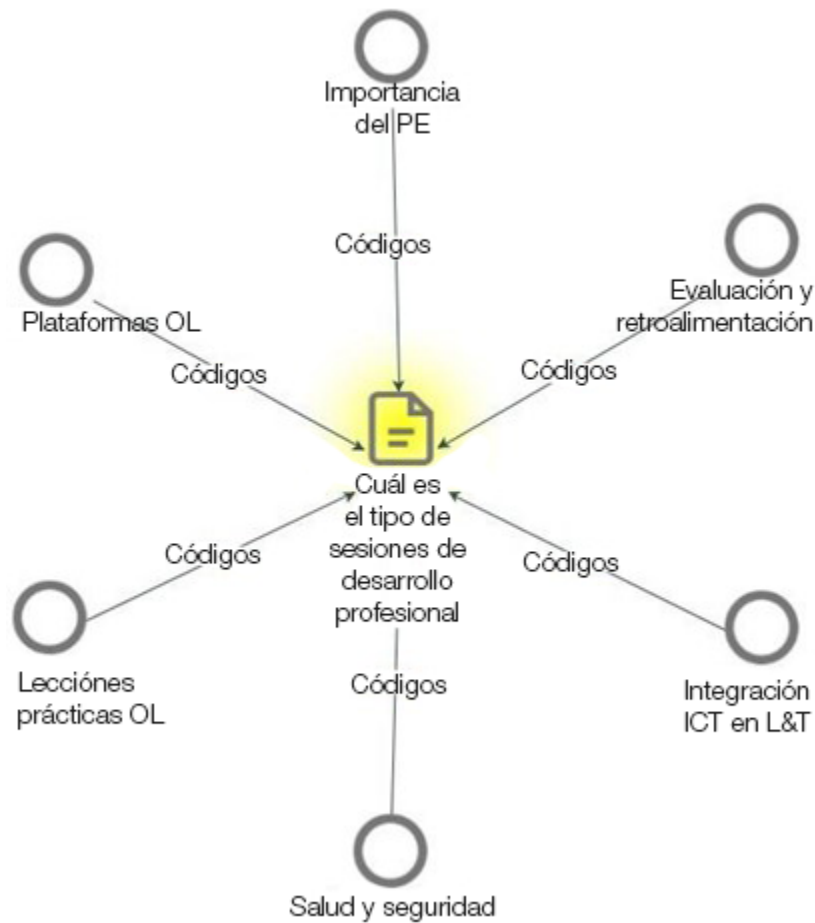 Importancia
del PE
Códigos
Evaluación y
retroalimentación
Plataformas OL
Códigos
Códigos
Cuál es
el tipo de
sesiones de
desarrollo
profesional
Códigos
Códigos
Lecciónes
prácticas OL
Códigos
Integración
ICT en L&T
Salud y seguridad